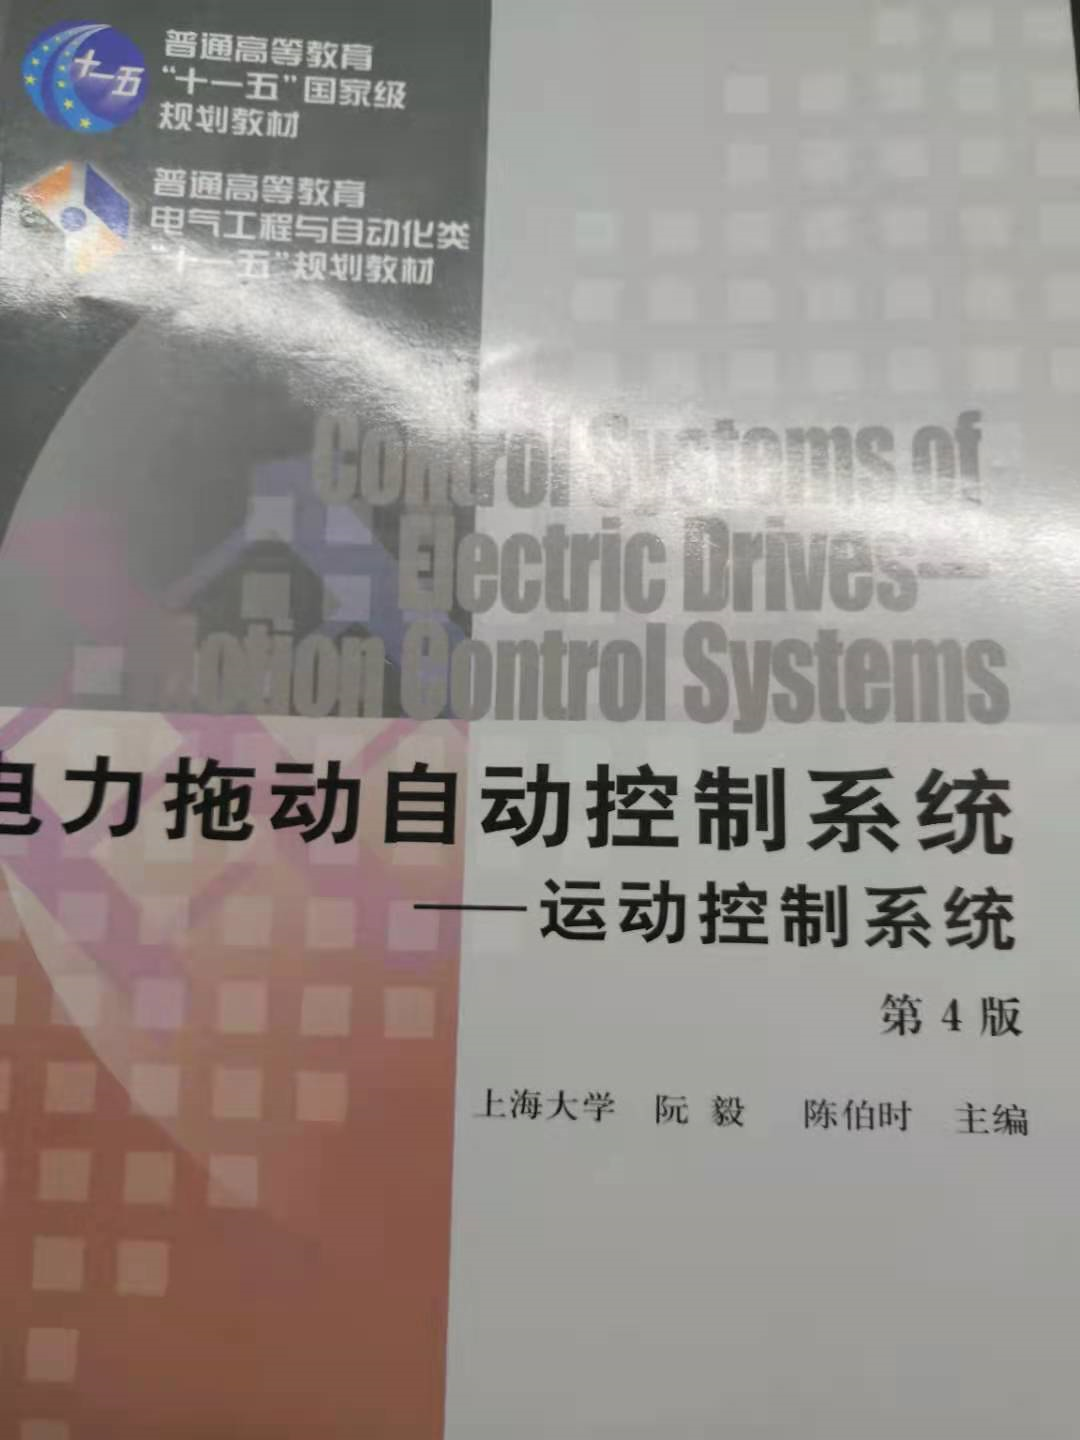 十一五
普通高等教育
“十一五”国家级
规划教材
普通高等教育
电气工程与自动化类
“十一五”规划教材
Control Systems of
Electric Drives—
Motion Control Systems
电力拖动自动控制系统
——运动控制系统
第4版
上海大学 阮毅 陈伯时 主编